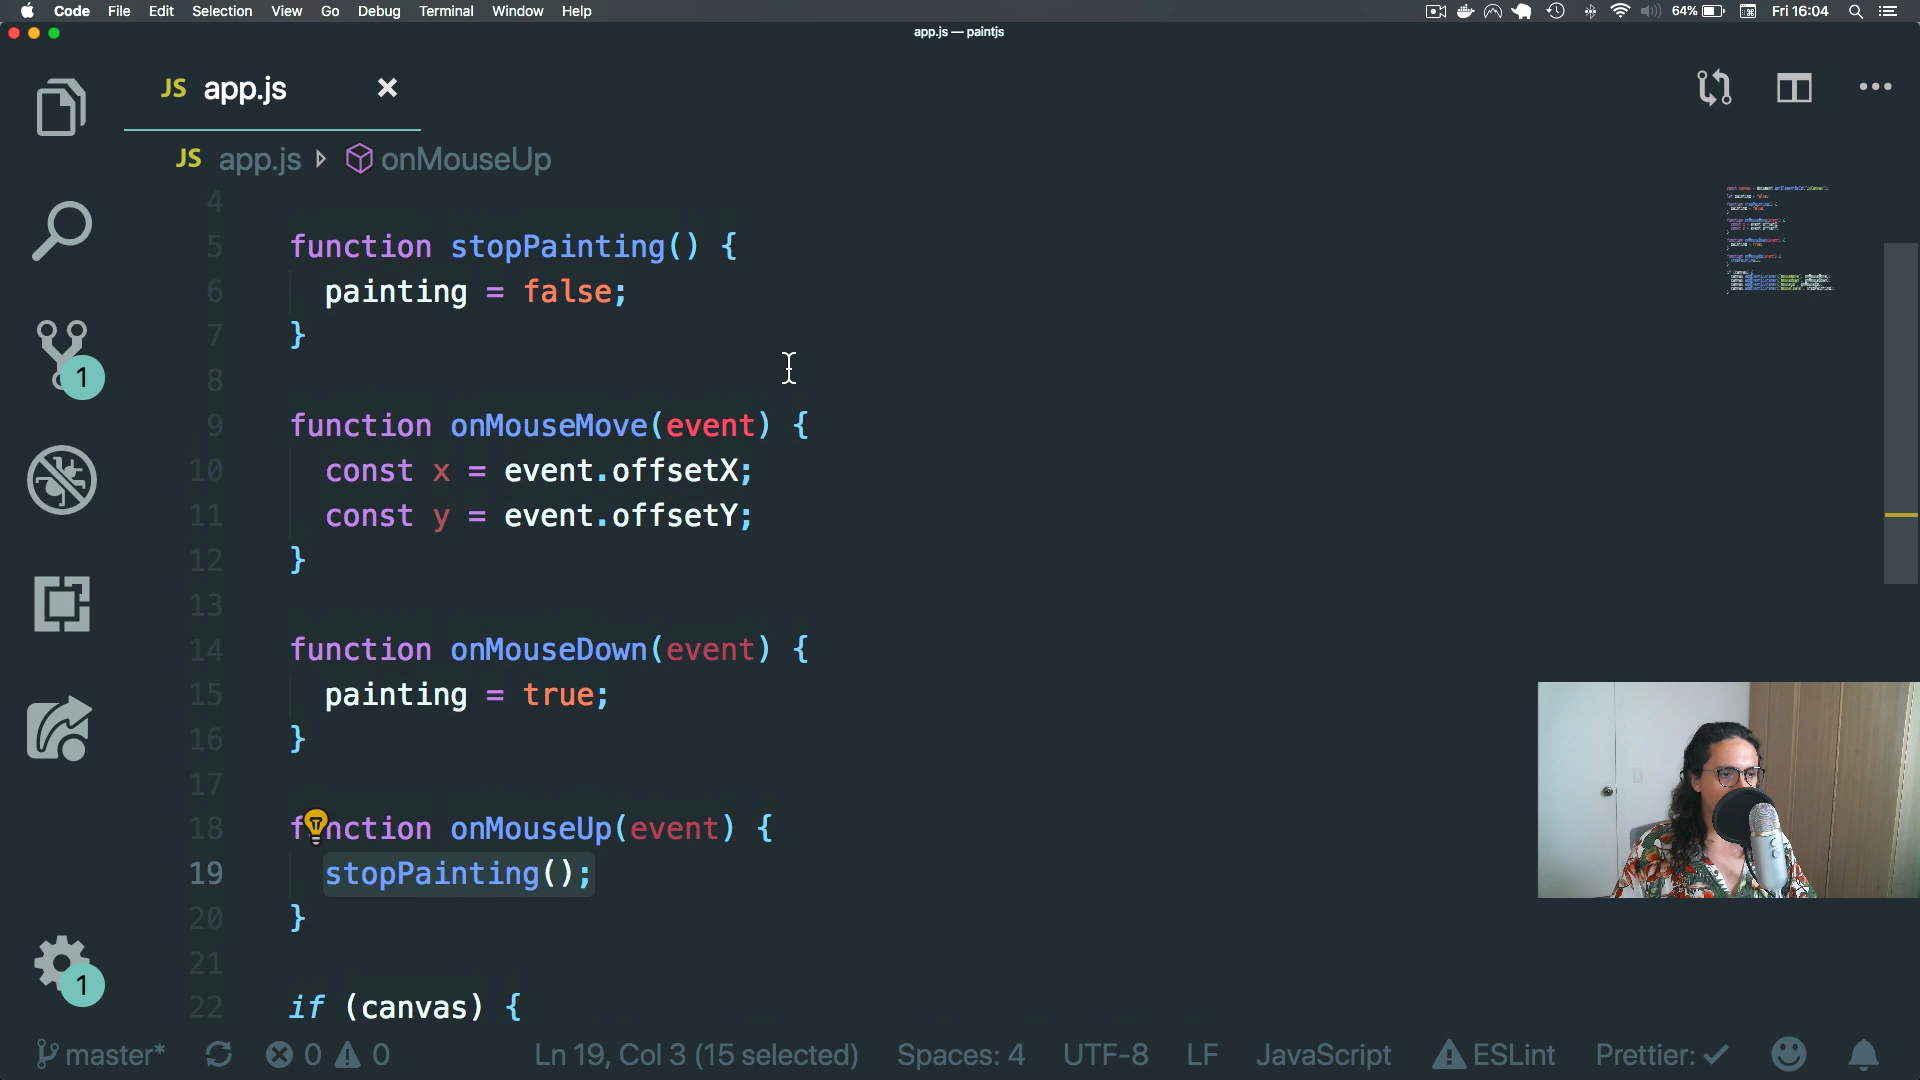 Code File Edit Selection View Go Debug Terminal Window Help 64% Fri 16:04
app.js — paintjs
JS app.js
JS app.js onMouseUp
4
5 function stopPainting() {
6 painting = false;
7 }
8
9 function onMouseMove(event) {
10 const x = event.offsetX;
11 const y = event.offsetY;
12 }
13
14 function onMouseDown(event) {
15 painting = true;
16 }
17
18 function onMouseUp(event) {
19 stopPainting();
20 }
21
22 if (canvas) {
1
1
master* 0 0 Ln 19, Col 3 (15 selected) Spaces: 4 UTF-8 LF JavaScript ESLint Prettier: